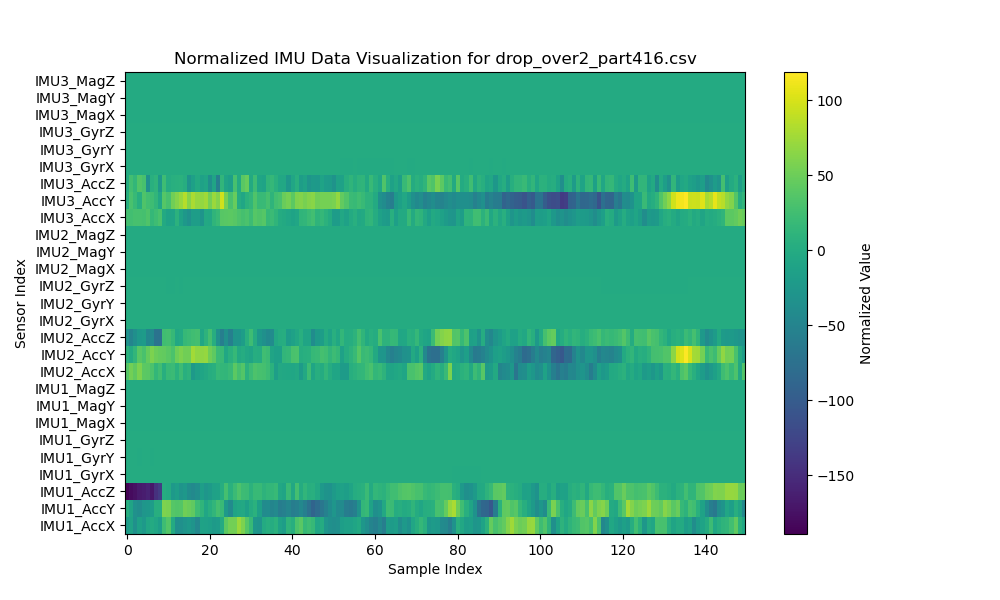 Normalized IMU Data Visualization for drop_over2_part416.csv
IMU3_MagZ
IMU3_MagY
IMU3_MagX
IMU3_GyrZ
IMU3_GyrY
IMU3_GyrX
IMU3_AccZ
IMU3_AccY
IMU3_AccX
IMU2_MagZ
IMU2_MagY
IMU2_MagX
IMU2_GyrZ
IMU2_GyrY
IMU2_GyrX
IMU2_AccZ
IMU2_AccY
IMU2_AccX
IMU1_MagZ
IMU1_MagY
IMU1_MagX
IMU1_GyrZ
IMU1_GyrY
IMU1_GyrX
IMU1_AccZ
IMU1_AccY
IMU1_AccX
Sensor Index
0 20 40 60 80 100 120 140
Sample Index
100
50
0
−50
−100
−150
Normalized Value